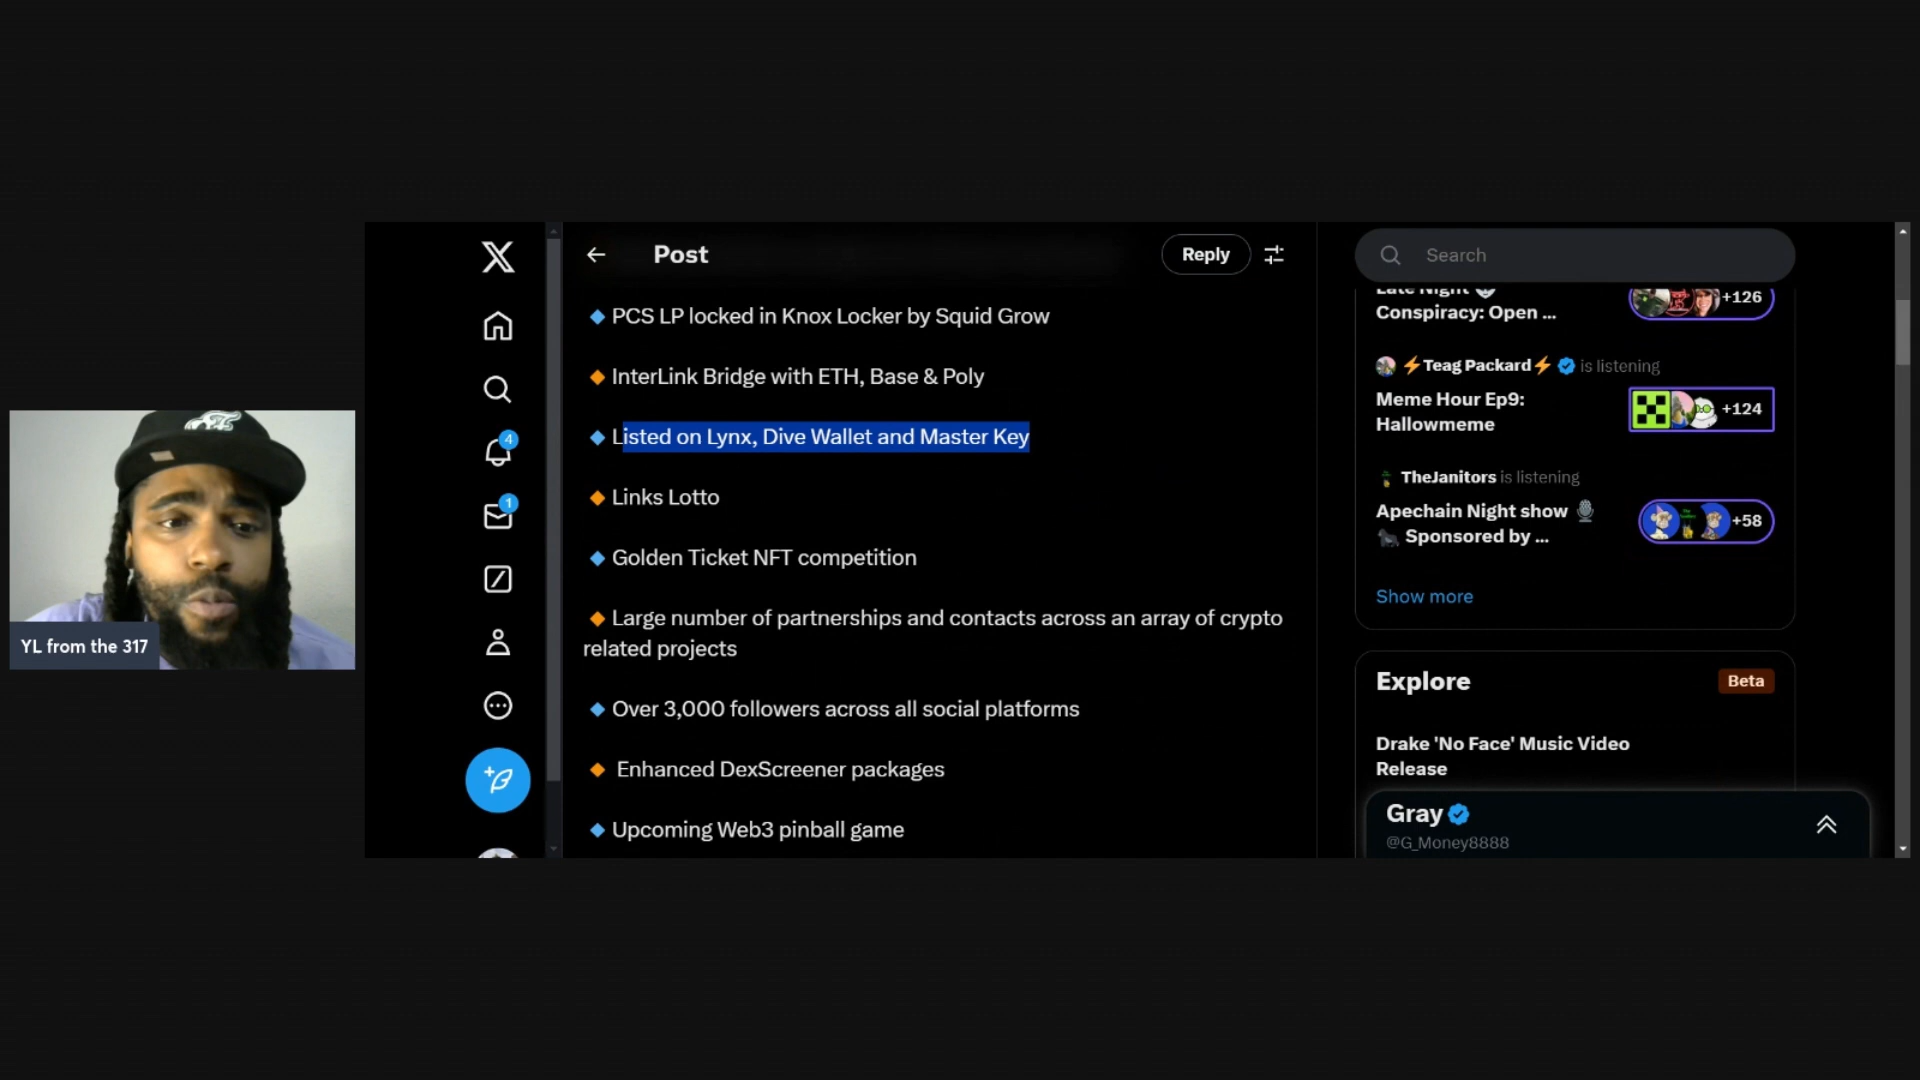 Post
Reply
Search
PCS LP locked in Knox Locker by Squid Grow
InterLink Bridge with ETH, Base & Poly
Listed on Lynx, Dive Wallet and Master Key
Links Lotto
Golden Ticket NFT competition
Large number of partnerships and contacts across an array of crypto
related projects
Over 3,000 followers across all social platforms
Enhanced DexScreener packages
Upcoming Web3 pinball game
4
1
YL from the 317
Late Night
Conspiracy: Open ...
+126
⚡Teag Packard⚡ is listening
Meme Hour Ep9:
Hallowmeme
+124
TheJanitors is listening
Apechain Night show 🎙️
🦍 Sponsored by ...
+58
Show more
Explore
Beta
Drake 'No Face' Music Video
Release
Gray
@G_Money8888